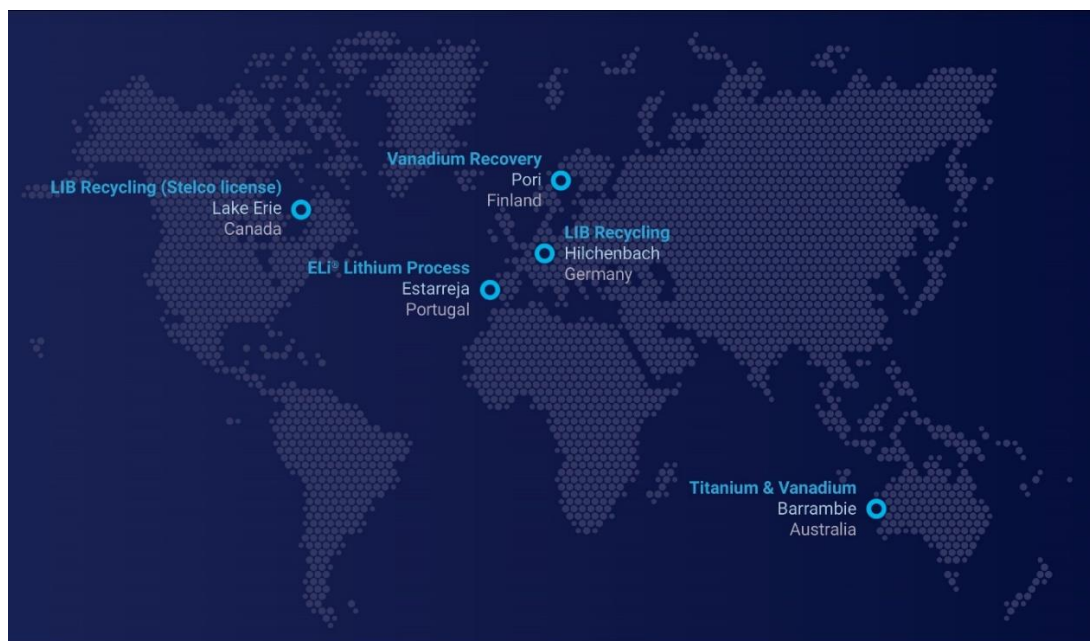 Vanadium Recovery
Pori
Finland
LIB Recycling (Stelco license)
Lake Erie
Canada
LIB Recycling
Hilchenbach
Germany
ELi® Lithium Process
Estarreja
Portugal
Titanium & Vanadium
Barrambie
Australia